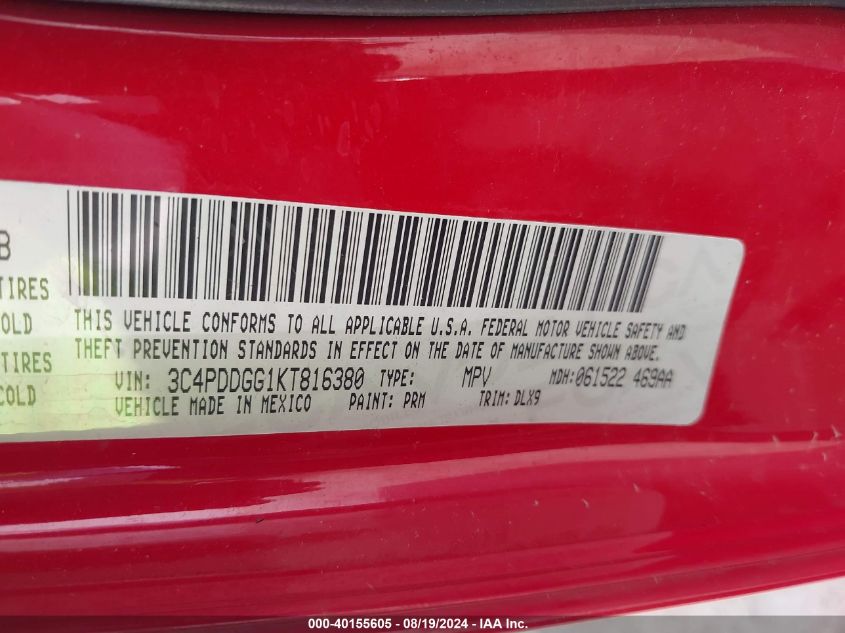 B
TIRES
COLD
TIRES
COLD
THIS VEHICLE CONFORMS TO ALL APPLICABLE U.S.A. FEDERAL MOTOR VEHICLE SAFETY AND
THEFT PREVENTION STANDARDS IN EFFECT ON THE DATE OF MANUFACTURE SHOWN ABOVE.
VIN: 3C4PDDGG1KT816380 TYPE: MPV MDH: 061522 469AA
VEHICLE MADE IN MEXICO PAINT: PRM TRIM: DLX9
000-40155605 / 08/19/2024 - IAA Inc.